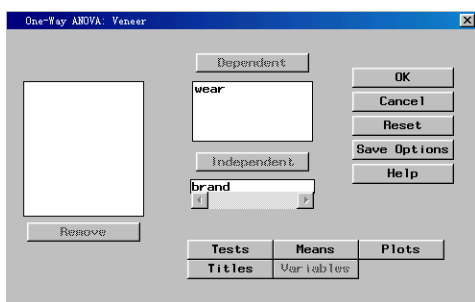 One-Way ANOVA: Veneer
Dependent
wear
Independent
brand
OK
Cancel
Reset
Save Options
Help
Remove
Tests
Means
Plots
Titles
Variables